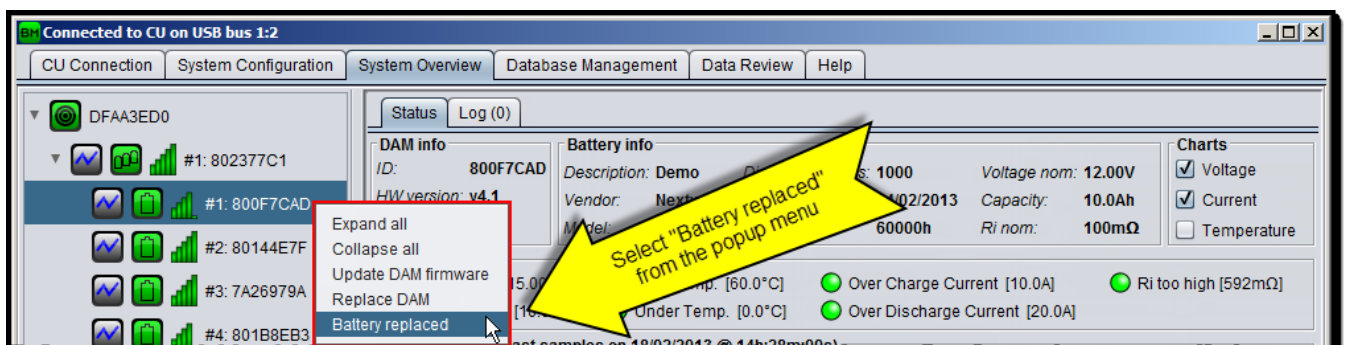 BM Connected to CU on USB bus 1:2
CU Connection System Configuration System Overview Database Management Data Review Help
DFAA3ED0
#1: 802377C1
#1: 800F7CAD
#2: 80144E7F
#3: 7A26979A
#4: 801B8EB3
Expand all
Collapse all
Update DAM firmware
Replace DAM
Battery replaced
Status Log (0)
DAM info
ID: 800F7CAD
HW version: v4.1
Battery info
Description: Demo 1000 Voltage nom: 12.00V
Vendor: 02/2013 Capacity: 10.0Ah
60000h Ri nom: 100mΩ
Charts
Voltage
Current
Temperature
Select "Battery replaced"
from the popup menu
[60.0°C] Over Charge Current [10.0A] Ri too high [592mΩ]
Under Temp. [0.0°C] Over Discharge Current [20.0A]
samples on 18/02/2013 @ 14h:28m:00s)